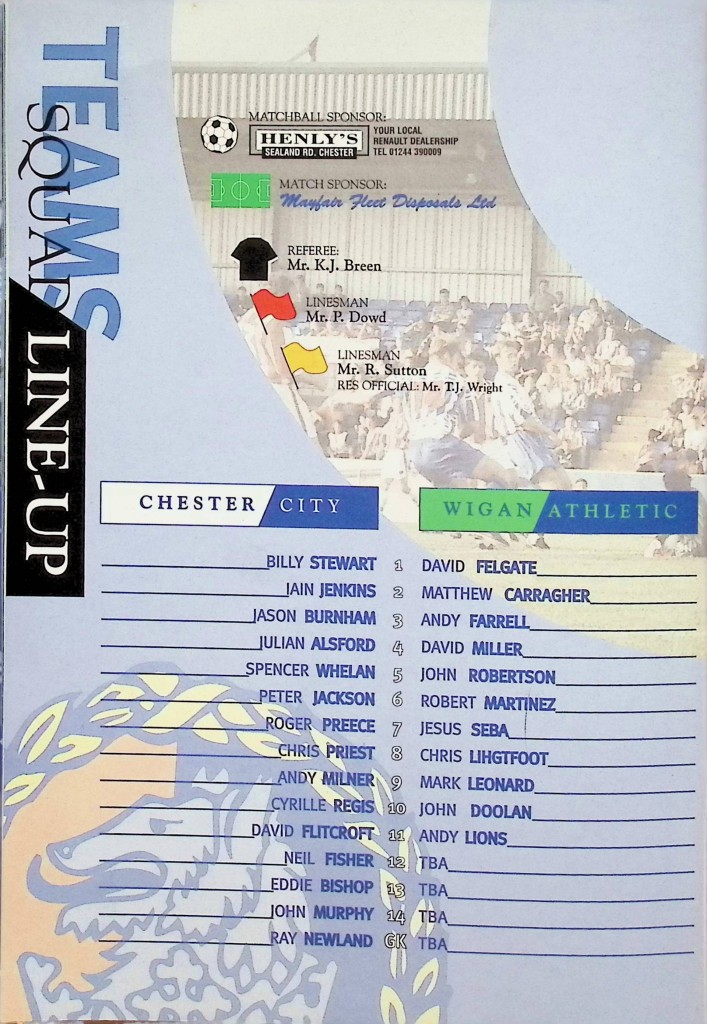 TEAMS
SQUAD LINE-UP
MATCHBALL SPONSOR:
HENLY'S
SEALAND RD. CHESTER
YOUR LOCAL
RENAULT DEALERSHIP
TEL 01244 390009
MATCH SPONSOR:
Mayfair Fleet Disposals Ltd
REFEREE:
Mr. K.J. Breen
LINESMAN
Mr. P. Dowd
LINESMAN
Mr. R. Sutton
RES OFFICIAL: Mr. T.J. Wright
CHESTER CITY WIGAN ATHLETIC
BILLY STEWART 1 DAVID FELGATE
IAIN JENKINS 2 MATTHEW CARRAGHER
JASON BURNHAM 3 ANDY FARRELL
JULIAN ALSFORD 4 DAVID MILLER
SPENCER WHELAN 5 JOHN ROBERTSON
PETER JACKSON 6 ROBERT MARTINEZ
ROGER PREECE 7 JESUS SEBA
CHRIS PRIEST 8 CHRIS LIHGTFOOT
ANDY MILNER 9 MARK LEONARD
CYRILLE REGIS 10 JOHN DOOLAN
DAVID FLITCROFT 11 ANDY LIONS
NEIL FISHER 12 TBA
EDDIE BISHOP 13 TBA
JOHN MURPHY 14 TBA
RAY NEWLAND GK TBA